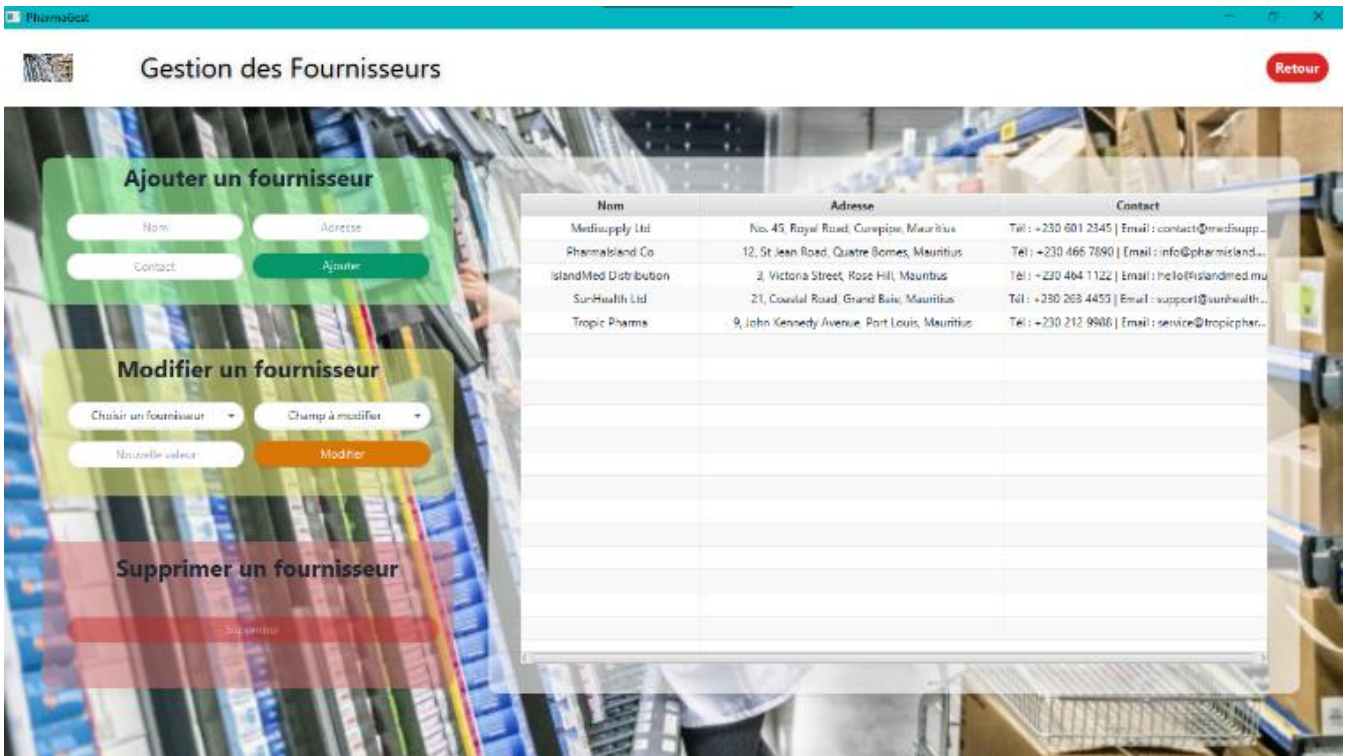 PharmaGest
Gestion des Fournisseurs
Retour
Ajouter un fournisseur
Nom
Adresse
Contact
Ajouter
Modifier un fournisseur
Choisir un fournisseur
Champ à modifier
Nouvelle valeur
Modifier
Supprimer un fournisseur
Supprimer
Nom Adresse Contact
Medisupply Ltd No. 45, Royal Road, Curepipe, Mauritius Tél : +230 601 2345 | Email : contact@medisupp...
PharmaIsland Co 12, St Jean Road, Quatre Bornes, Mauritius Tél : +230 466 7890 | Email : info@pharmisland...
IslandMed Distribution 3, Victoria Street, Rose Hill, Mauritius Tél : +230 464 1122 | Email : hello@islandmed.mu
SunHealth Ltd 21, Coastal Road, Grand Baie, Mauritius Tél : +230 263 4455 | Email : support@sunhealth...
Tropic Pharma 9, John Kennedy Avenue, Port Louis, Mauritius Tél : +230 212 9988 | Email : service@tropicphar...